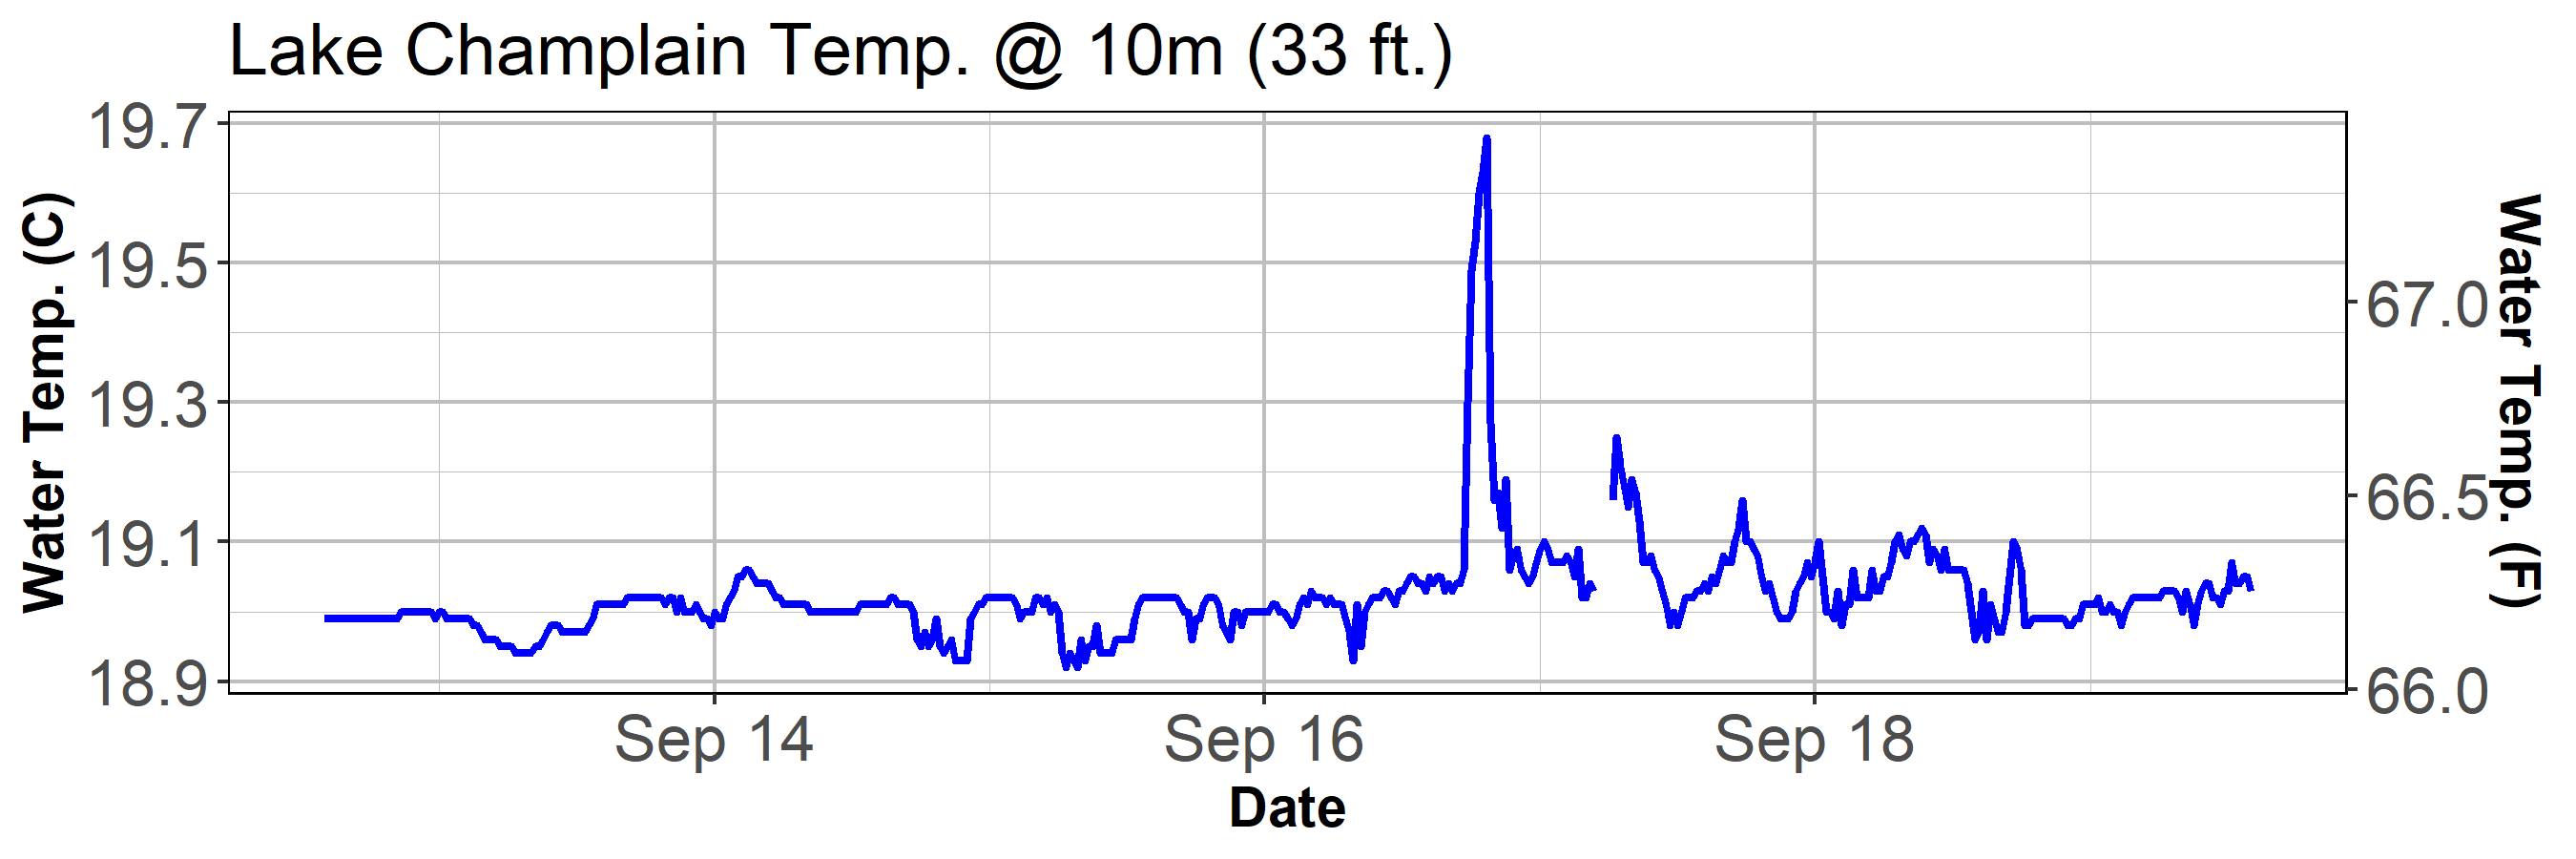 Lake Champlain Temp. @ 10m (33 ft.)
Water Temp. (C)
19.7
19.5
19.3
19.1
18.9
Water Temp. (F)
67.0
66.5
66.0
Sep 14
Sep 16
Sep 18
Date